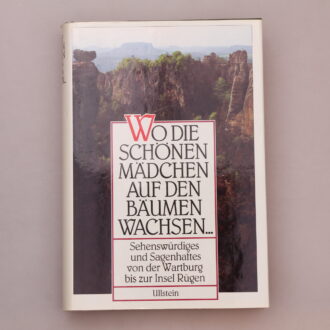 WO DIE
SCHÖNEN
MÄDCHEN
AUF DEN
BÄUMEN
WACHSEN...
Sehenswürdiges
und Sagenhaftes
von der Wartburg
bis zur Insel Rügen
Ullstein